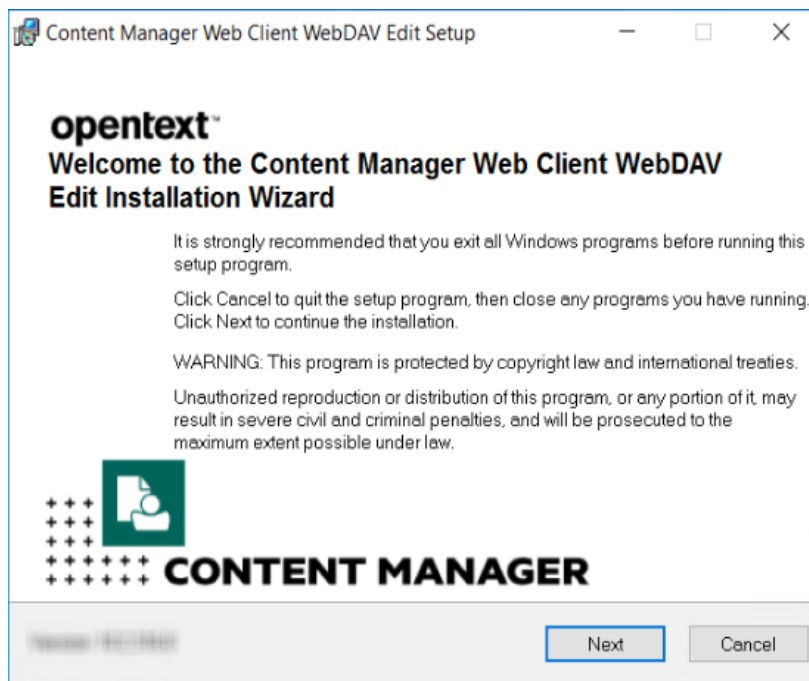 Content Manager Web Client WebDAV Edit Setup
opentext™
Welcome to the Content Manager Web Client WebDAV
Edit Installation Wizard
It is strongly recommended that you exit all Windows programs before running this
setup program.
Click Cancel to quit the setup program, then close any programs you have running.
Click Next to continue the installation.
WARNING: This program is protected by copyright law and international treaties.
Unauthorized reproduction or distribution of this program, or any portion of it, may
result in severe civil and criminal penalties, and will be prosecuted to the
maximum extent possible under law.
CONTENT MANAGER
Next
Cancel